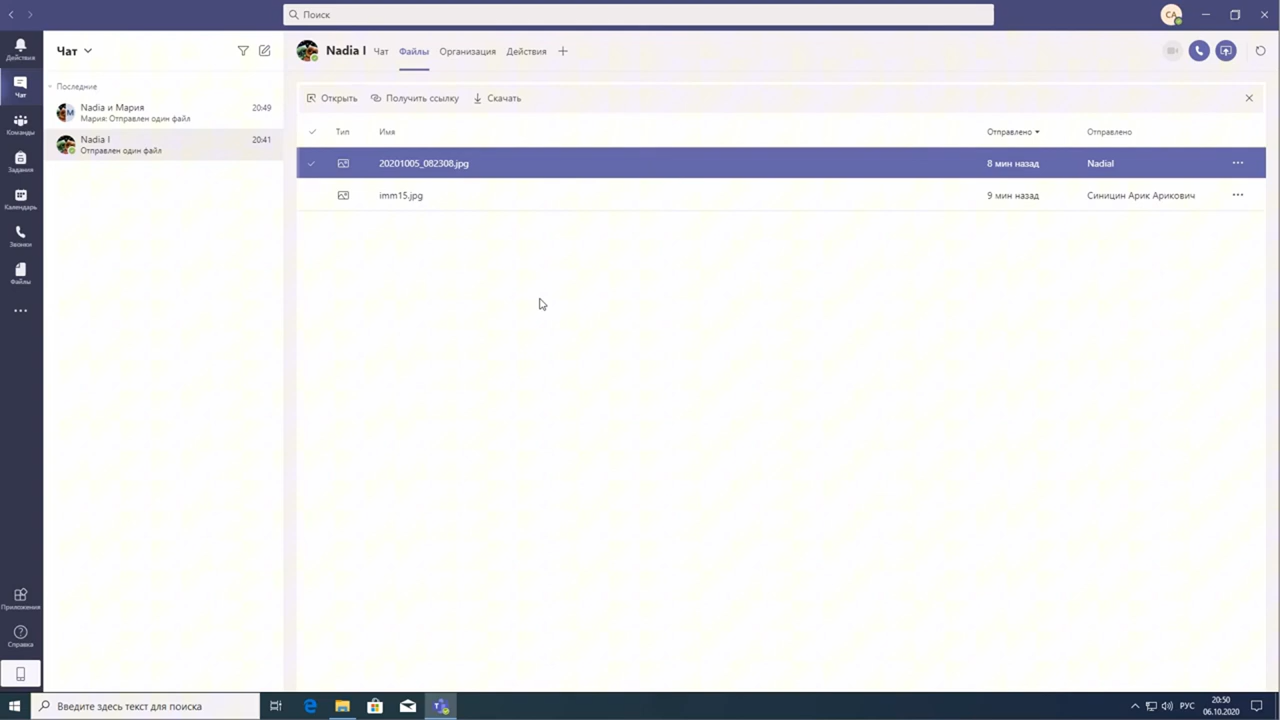 Поиск
CA
Действия
Чат
Команды
Задания
Календарь
Звонки
Файлы
Приложения
Справка
Чат
Последние
Nadia и Мария 20:49
Мария: Отправлен один файл
Nadia I 20:41
Отправлен один файл
Nadia I Чат Файлы Организация Действия
Открыть Получить ссылку Скачать
Тип Имя Отправлено Отправлено
20201005_082308.jpg 8 мин назад NadiaI
imm15.jpg 9 мин назад Синицин Арик Арикович
Введите здесь текст для поиска
РУС
20:50
06.10.2020